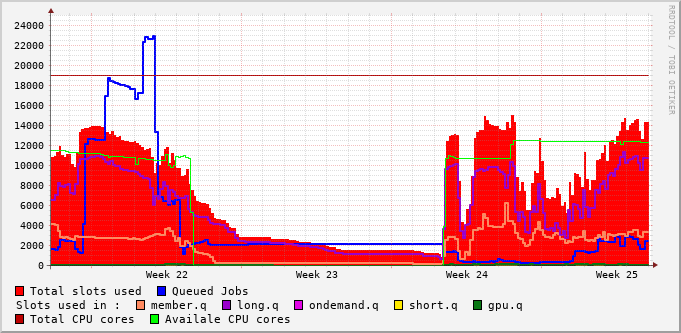 24000
22000
20000
18000
16000
14000
12000
10000
8000
6000
4000
2000
0
Week 22 Week 23 Week 24 Week 25
RRDTOOL / TOBI OETIKER
Total slots used Queued Jobs
Slots used in : member.q long.q ondemand.q short.q gpu.q
Total CPU cores Availale CPU cores